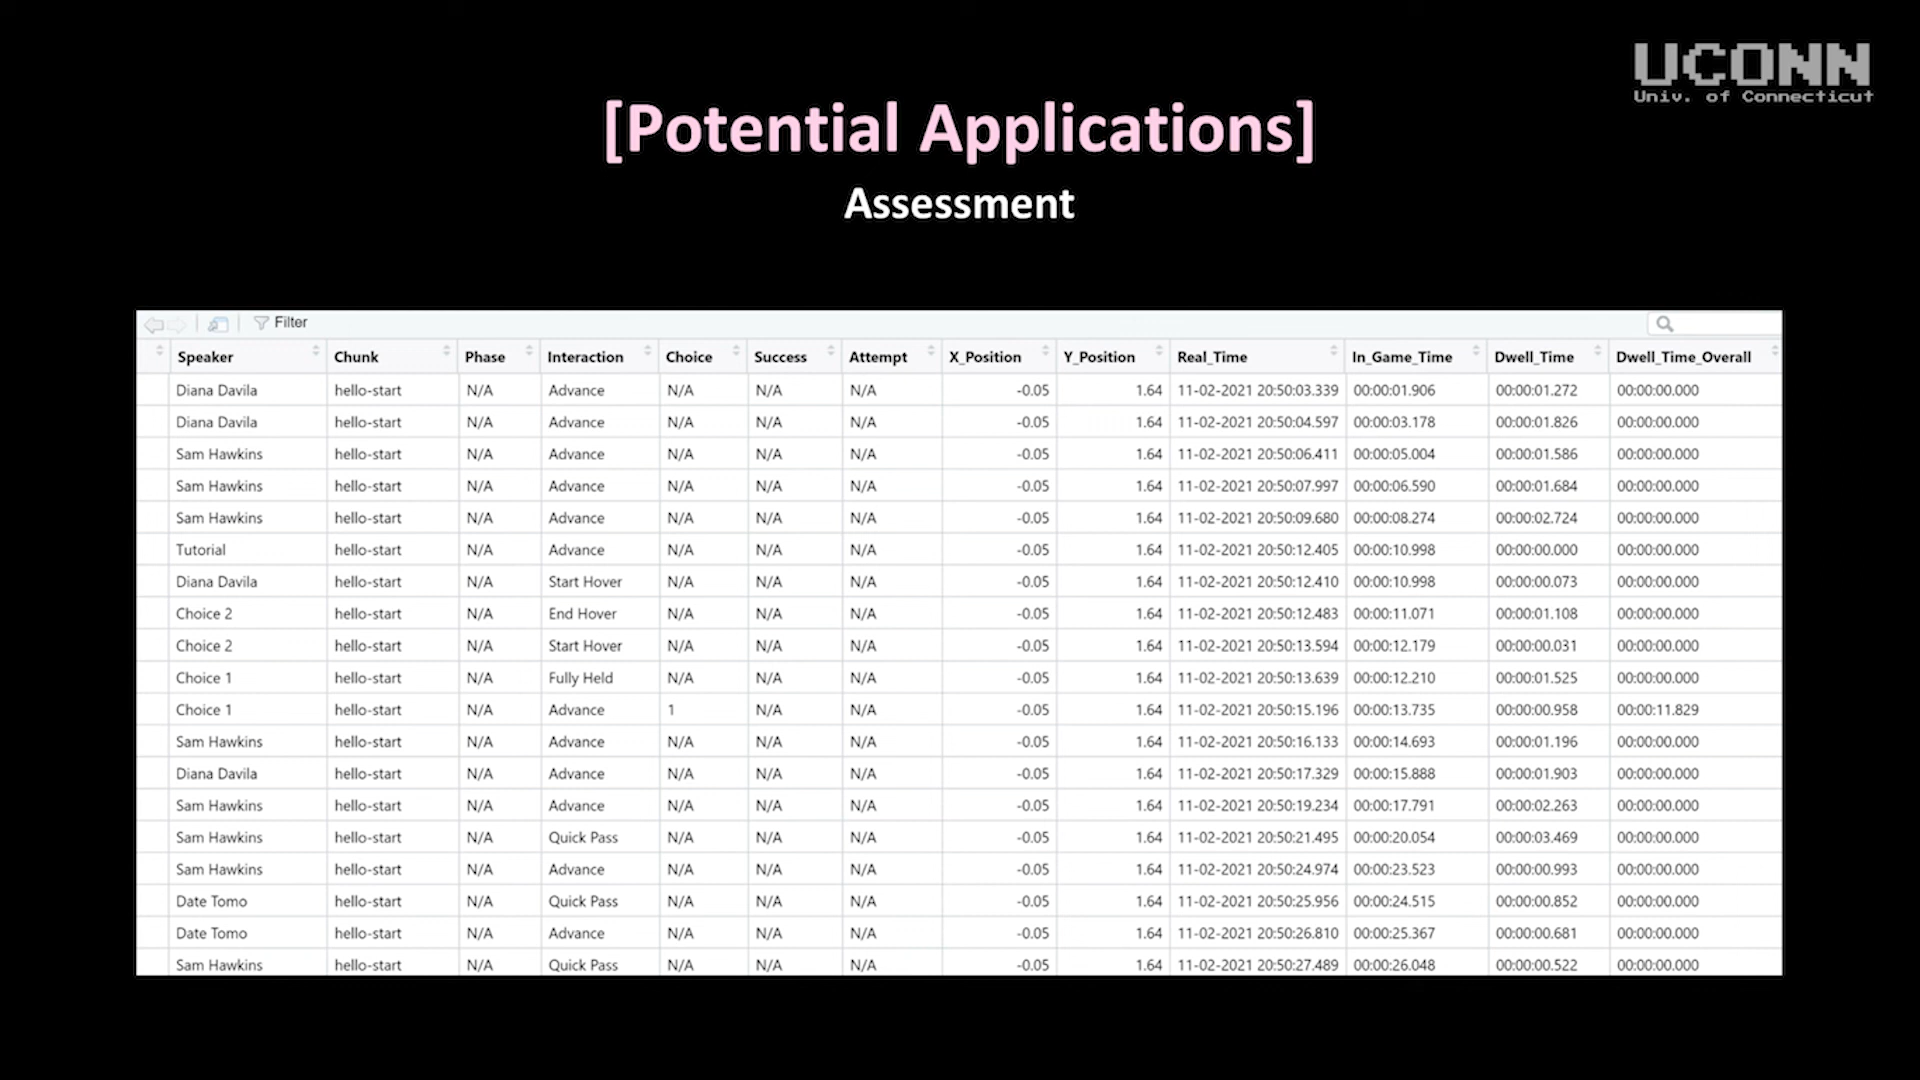 UCONN
Univ. of Connecticut
[Potential Applications]
Assessment
Filter
Speaker Chunk Phase Interaction Choice Success Attempt X_Position Y_Position Real_Time In_Game_Time Dwell_Time Dwell_Time_Overall
Diana Davila hello-start N/A Advance N/A N/A N/A -0.05 1.64 11-02-2021 20:50:03.339 00:00:01.906 00:00:01.272 00:00:00.000
Diana Davila hello-start N/A Advance N/A N/A N/A -0.05 1.64 11-02-2021 20:50:04.597 00:00:03.178 00:00:01.826 00:00:00.000
Sam Hawkins hello-start N/A Advance N/A N/A N/A -0.05 1.64 11-02-2021 20:50:06.411 00:00:05.004 00:00:01.586 00:00:00.000
Sam Hawkins hello-start N/A Advance N/A N/A N/A -0.05 1.64 11-02-2021 20:50:07.997 00:00:06.590 00:00:01.684 00:00:00.000
Sam Hawkins hello-start N/A Advance N/A N/A N/A -0.05 1.64 11-02-2021 20:50:09.680 00:00:08.274 00:00:02.724 00:00:00.000
Tutorial hello-start N/A Advance N/A N/A N/A -0.05 1.64 11-02-2021 20:50:12.405 00:00:10.998 00:00:00.000 00:00:00.000
Diana Davila hello-start N/A Start Hover N/A N/A N/A -0.05 1.64 11-02-2021 20:50:12.410 00:00:10.998 00:00:00.073 00:00:00.000
Choice 2 hello-start N/A End Hover N/A N/A N/A -0.05 1.64 11-02-2021 20:50:12.483 00:00:11.071 00:00:01.108 00:00:00.000
Choice 2 hello-start N/A Start Hover N/A N/A N/A -0.05 1.64 11-02-2021 20:50:13.594 00:00:12.179 00:00:00.031 00:00:00.000
Choice 1 hello-start N/A Fully Held N/A N/A N/A -0.05 1.64 11-02-2021 20:50:13.639 00:00:12.210 00:00:01.525 00:00:00.000
Choice 1 hello-start N/A Advance 1 N/A N/A -0.05 1.64 11-02-2021 20:50:15.196 00:00:13.735 00:00:00.958 00:00:11.829
Sam Hawkins hello-start N/A Advance N/A N/A N/A -0.05 1.64 11-02-2021 20:50:16.133 00:00:14.693 00:00:01.196 00:00:00.000
Diana Davila hello-start N/A Advance N/A N/A N/A -0.05 1.64 11-02-2021 20:50:17.329 00:00:15.888 00:00:01.903 00:00:00.000
Sam Hawkins hello-start N/A Advance N/A N/A N/A -0.05 1.64 11-02-2021 20:50:19.234 00:00:17.791 00:00:02.263 00:00:00.000
Sam Hawkins hello-start N/A Quick Pass N/A N/A N/A -0.05 1.64 11-02-2021 20:50:21.495 00:00:20.054 00:00:03.469 00:00:00.000
Sam Hawkins hello-start N/A Advance N/A N/A N/A -0.05 1.64 11-02-2021 20:50:24.974 00:00:23.523 00:00:00.993 00:00:00.000
Date Tomo hello-start N/A Quick Pass N/A N/A N/A -0.05 1.64 11-02-2021 20:50:25.956 00:00:24.515 00:00:00.852 00:00:00.000
Date Tomo hello-start N/A Advance N/A N/A N/A -0.05 1.64 11-02-2021 20:50:26.810 00:00:25.367 00:00:00.681 00:00:00.000
Sam Hawkins hello-start N/A Quick Pass N/A N/A N/A -0.05 1.64 11-02-2021 20:50:27.489 00:00:26.048 00:00:00.522 00:00:00.000